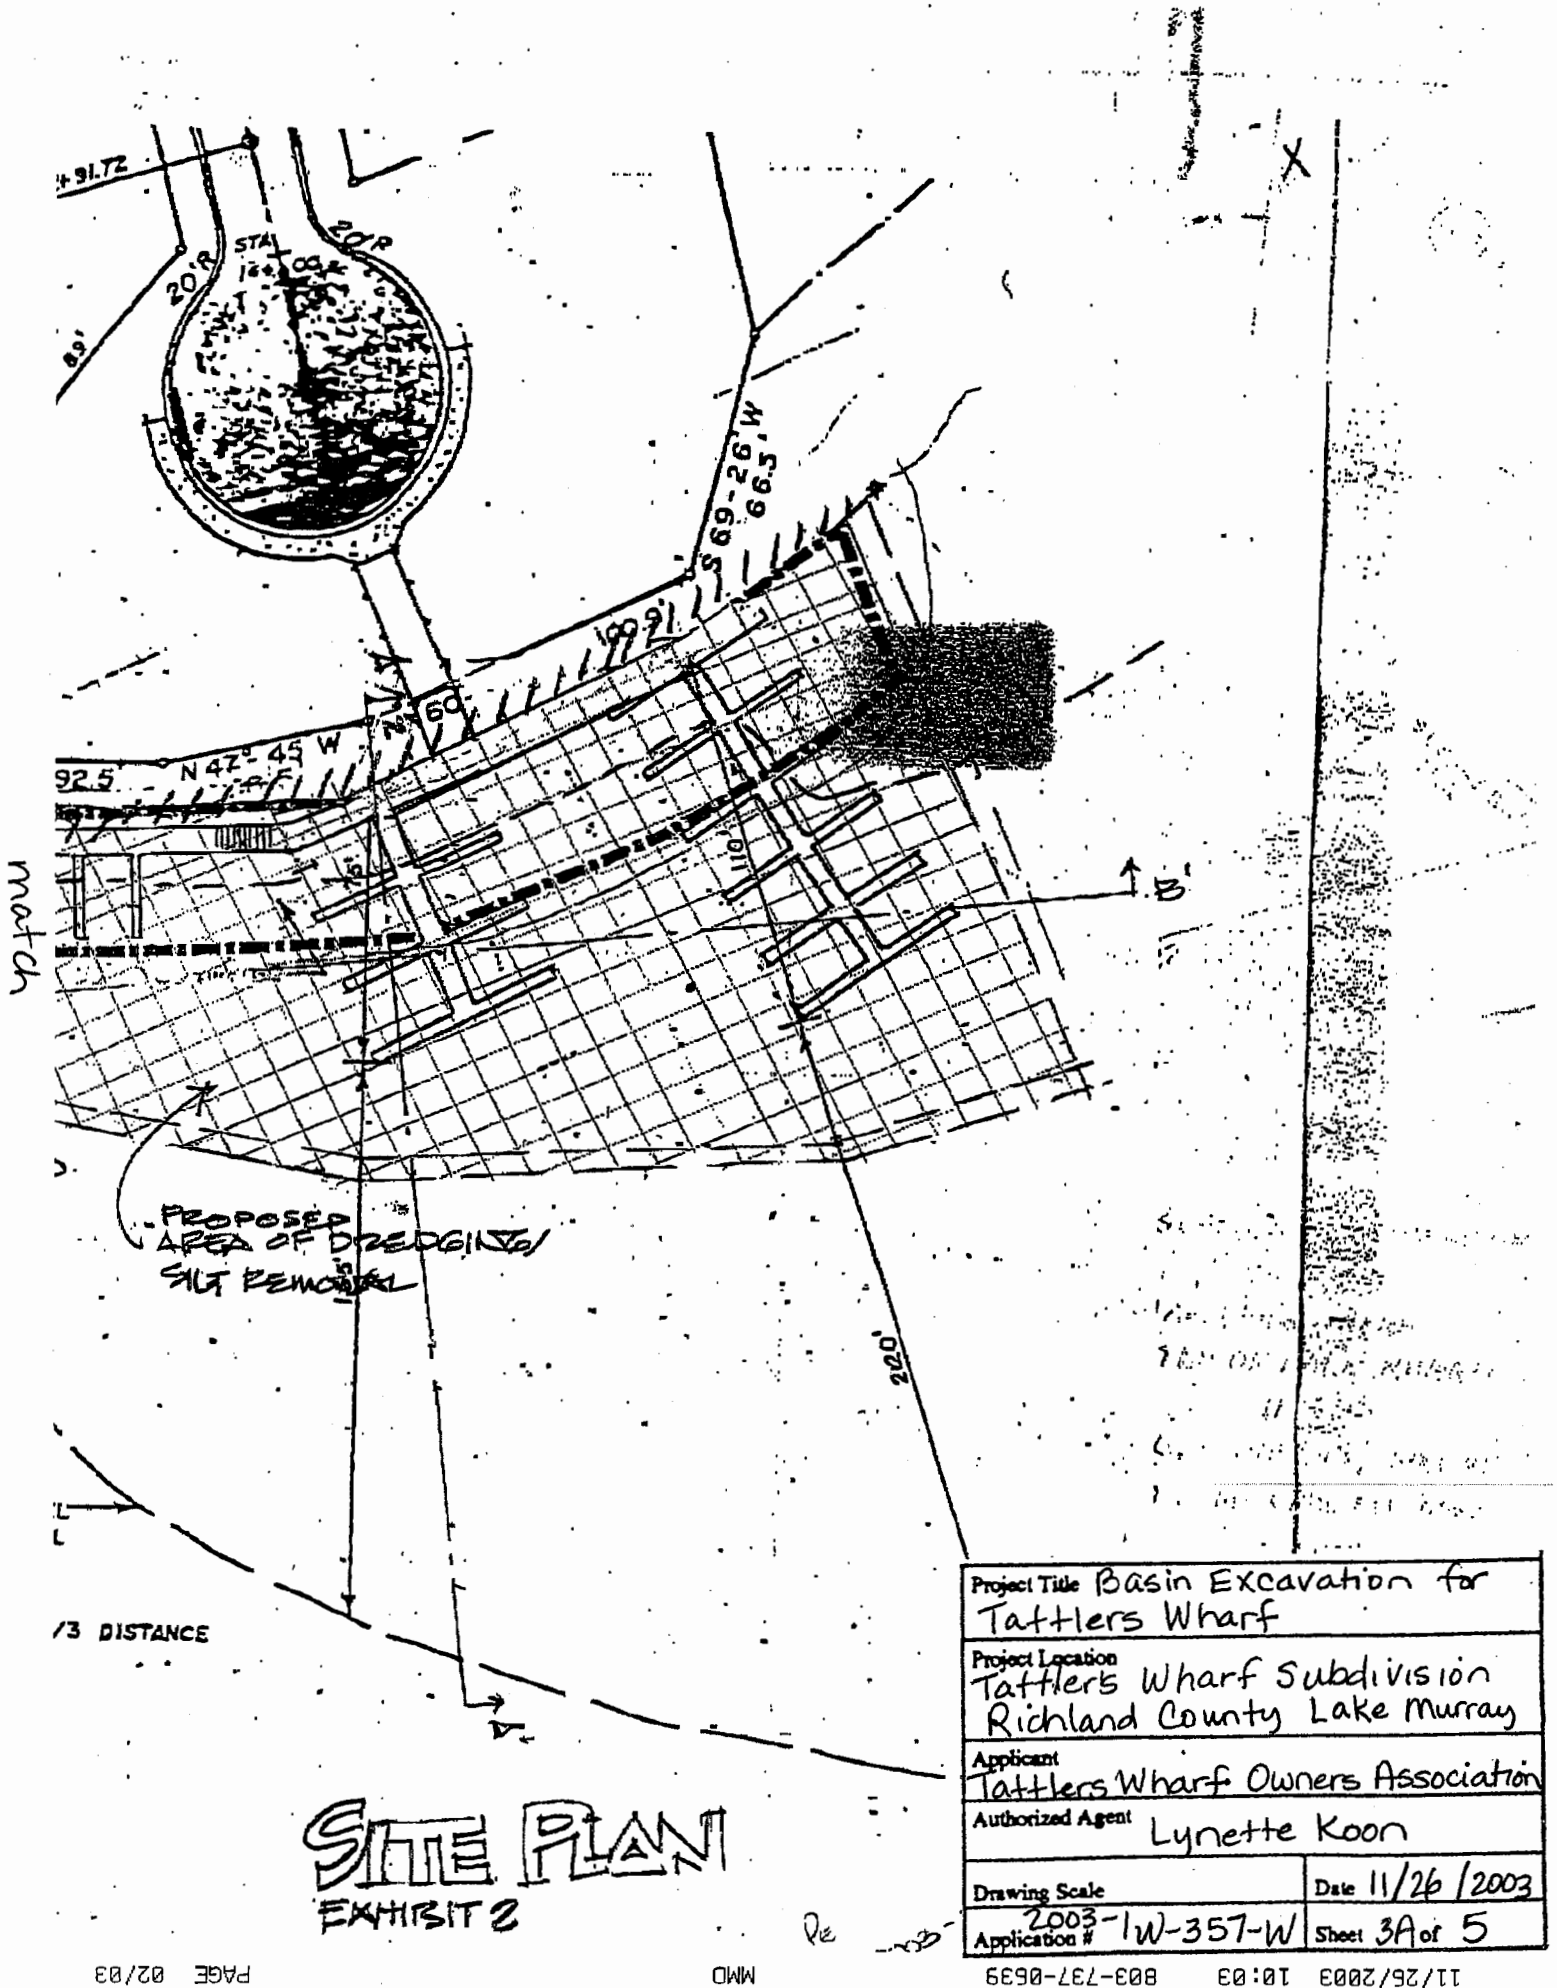 + 91.72
STA
20'R
20'R
89'
S 69-26' W
66.5'
100.9'
60
N 47°-45' W
92.5
match
75'
110'
B'
PROPOSED
AREA OF DREDGING/
SILT REMOVAL
220'
/3 DISTANCE
SITE PLAN
EXHIBIT 2
Project Title Basin Excavation for
Tattlers Wharf
Project Location
Tattler's Wharf Subdivision
Richland County Lake Murray
Applicant
Tattlers Wharf Owners Association
Authorized Agent Lynette Koon
Drawing Scale
Date 11/26/2003
Application # 2003-1W-357-W
Sheet 3A of 5
11/26/2003 10:03 803-737-0639 MMO PAGE 02/03